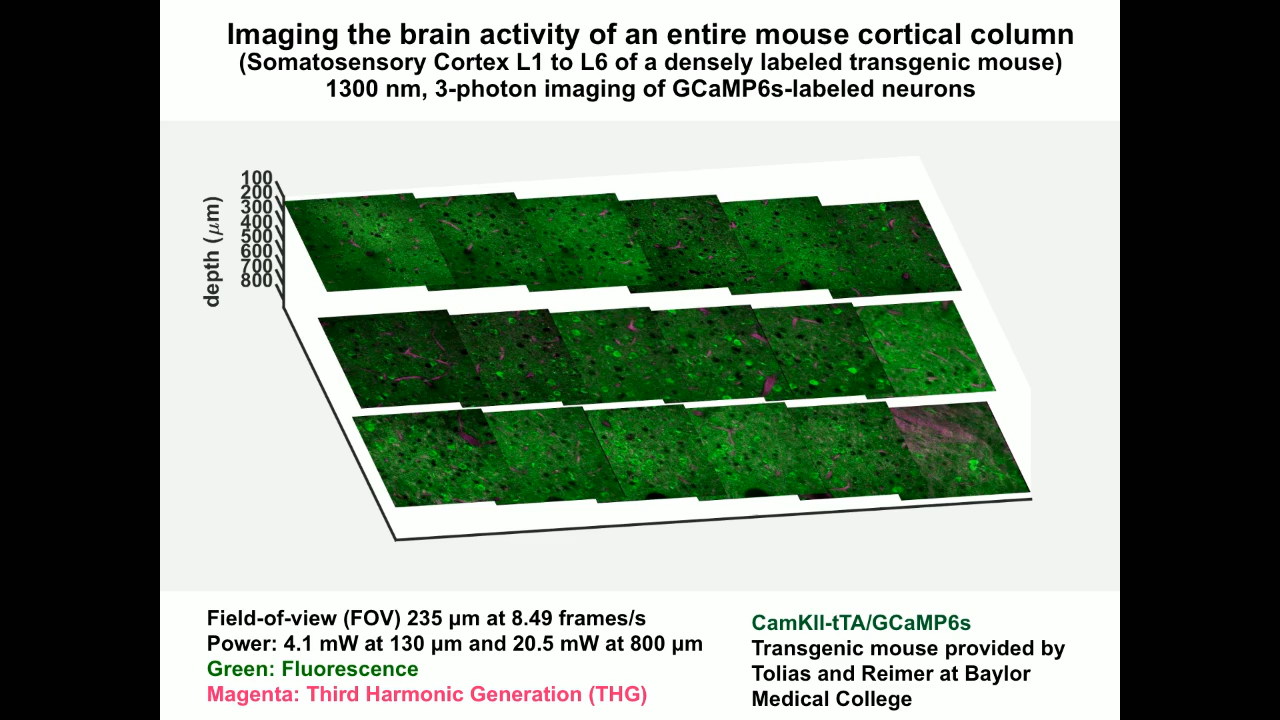 Imaging the brain activity of an entire mouse cortical column
(Somatosensory Cortex L1 to L6 of a densely labeled transgenic mouse)
1300 nm, 3-photon imaging of GCaMP6s-labeled neurons
100
200
300
400
500
600
700
800
depth (μm)
Field-of-view (FOV) 235 μm at 8.49 frames/s
Power: 4.1 mW at 130 μm and 20.5 mW at 800 μm
Green: Fluorescence
Magenta: Third Harmonic Generation (THG)
CamKII-tTA/GCaMP6s
Transgenic mouse provided by
Tolias and Reimer at Baylor
Medical College